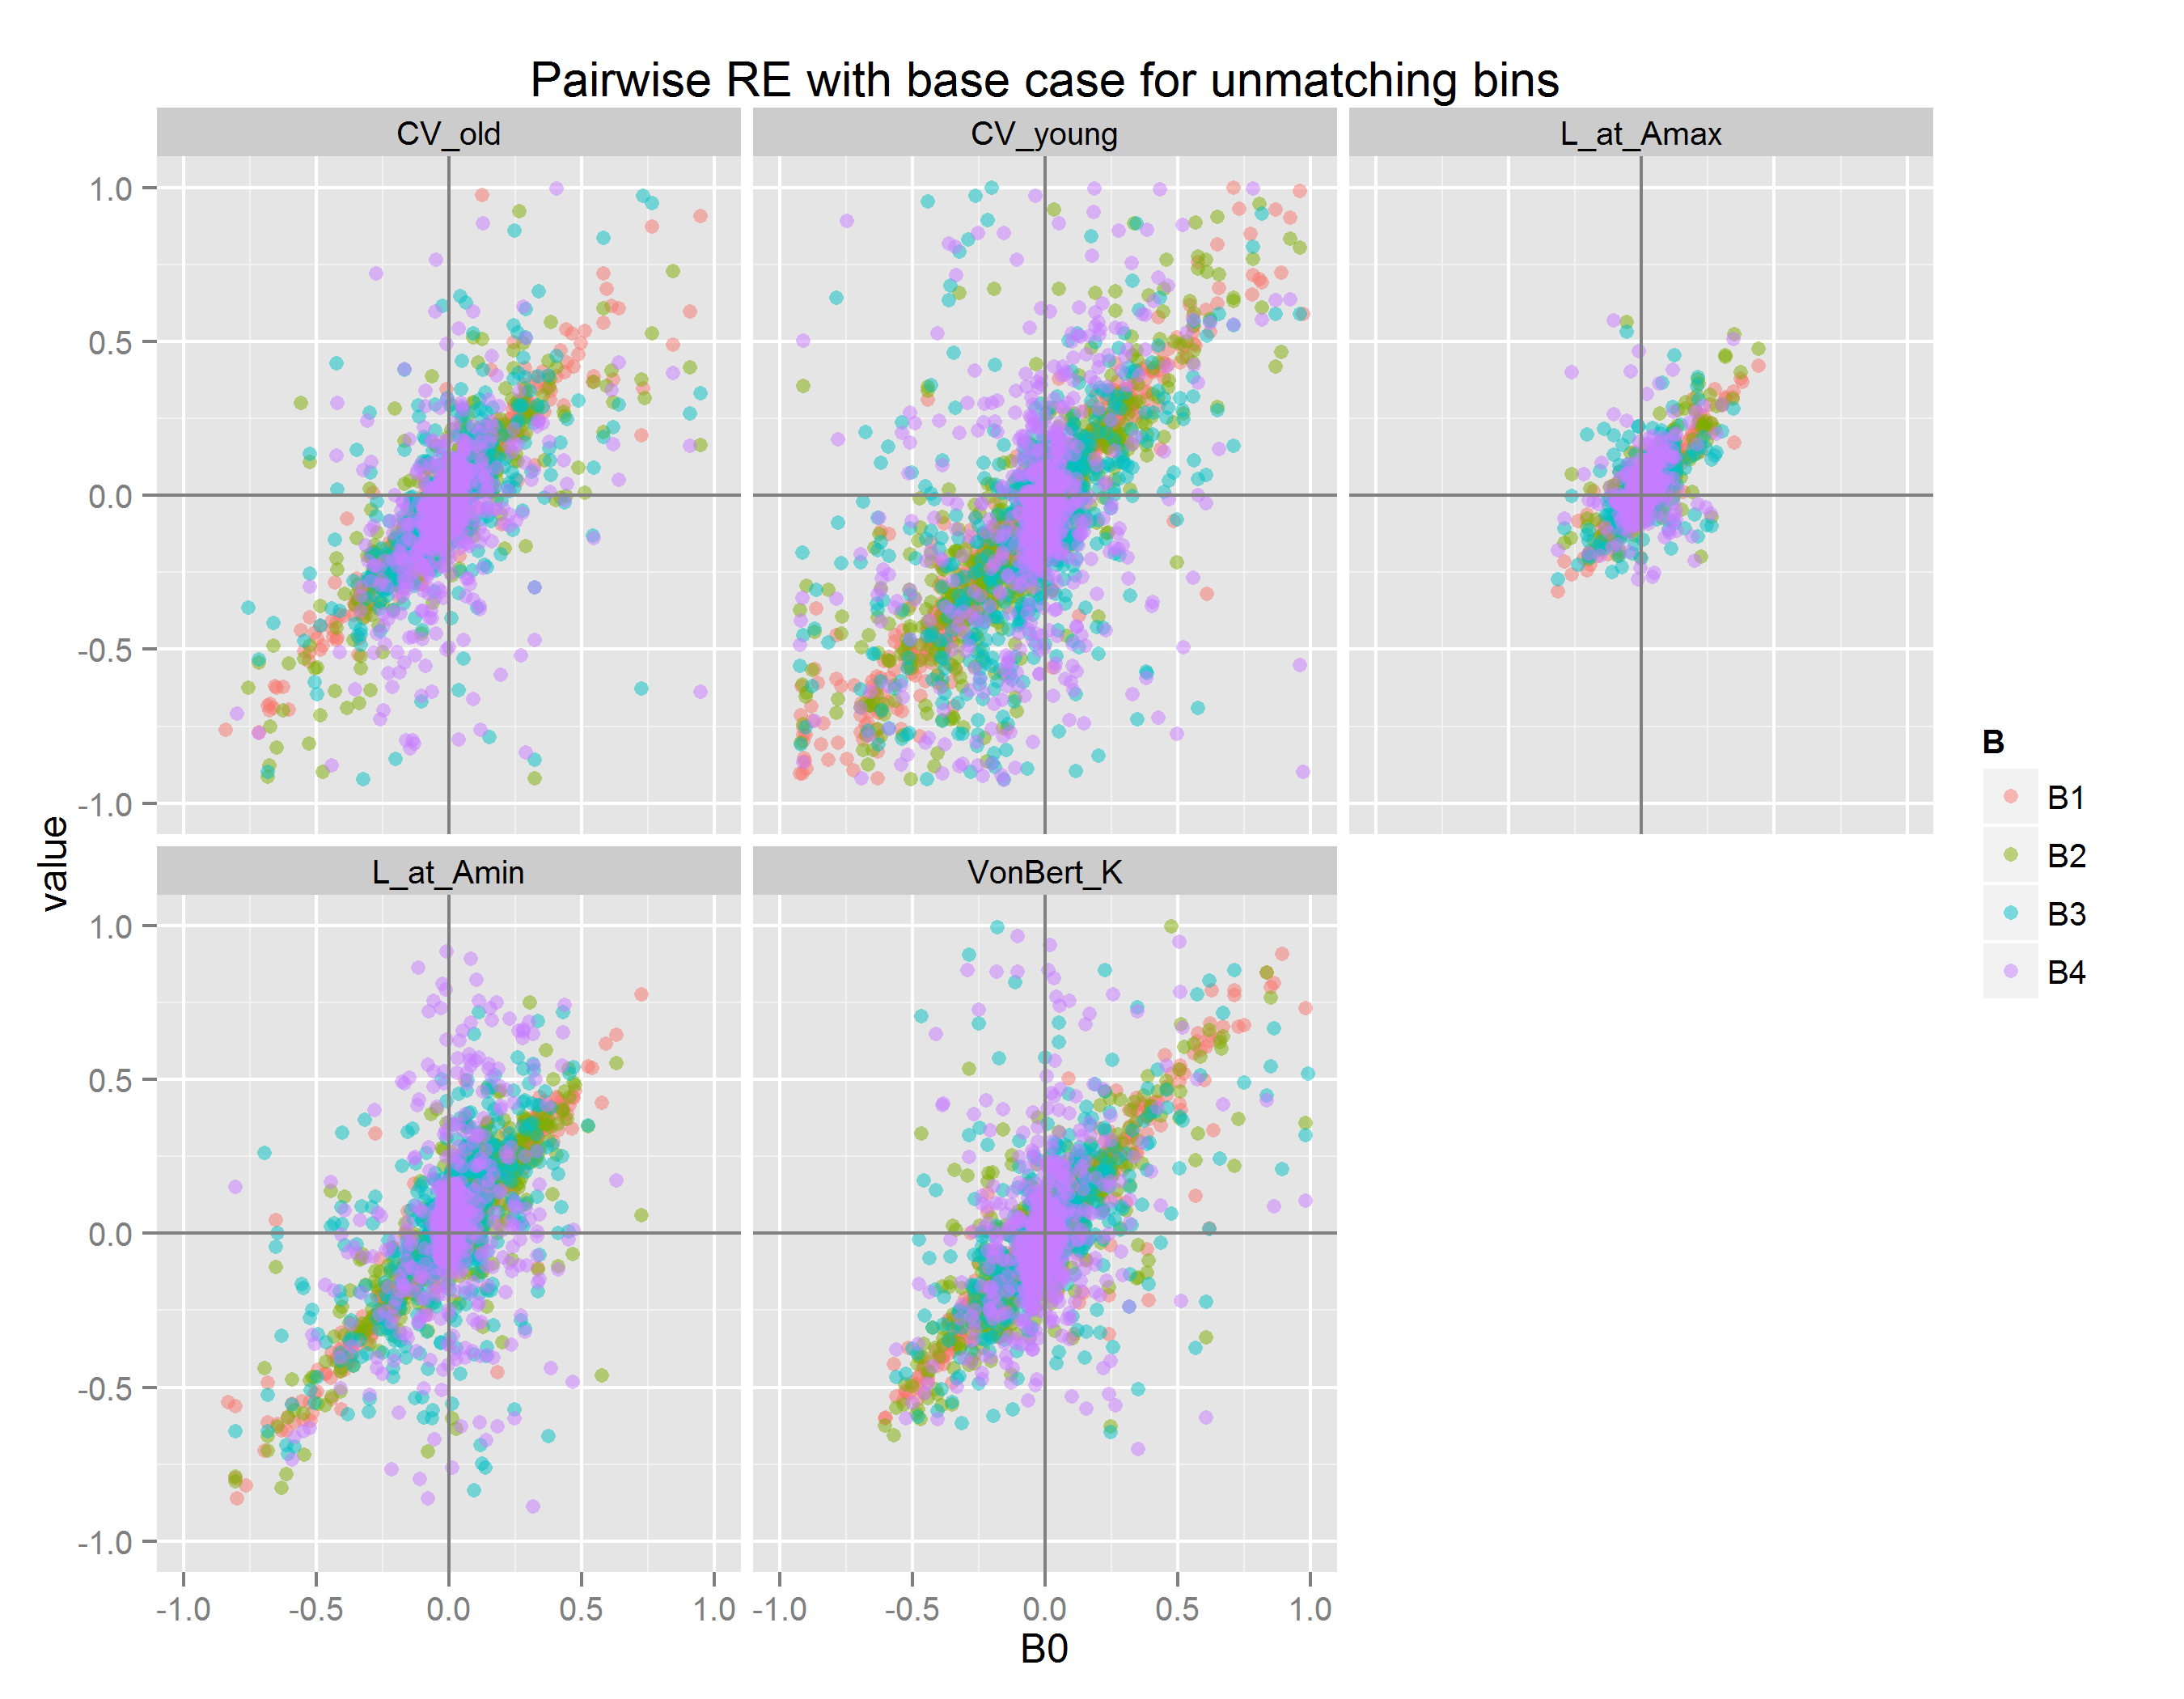 Pairwise RE with base case for unmatching bins
CV_old CV_young L_at_Amax
1.0
0.5
0.0
-0.5
-1.0
L_at_Amin VonBert_K
1.0
0.5
0.0
-0.5
-1.0
-1.0 -0.5 0.0 0.5 1.0 -1.0 -0.5 0.0 0.5 1.0
B0
value
B
B1
B2
B3
B4